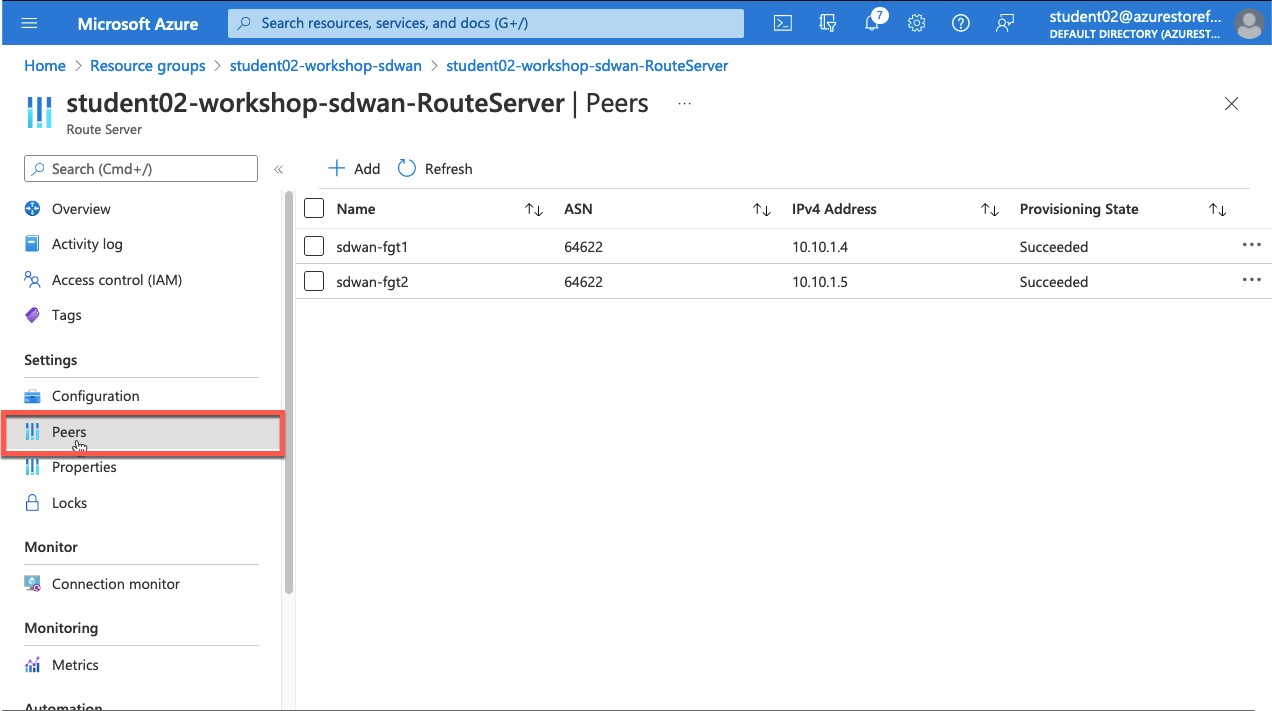 Microsoft Azure
Search resources, services, and docs (G+/)
7
student02@azurestoref...
DEFAULT DIRECTORY (AZUREST...
Home > Resource groups > student02-workshop-sdwan > student02-workshop-sdwan-RouteServer
student02-workshop-sdwan-RouteServer | Peers ...
Route Server
Search (Cmd+/) «
Add Refresh
Overview
Activity log
Access control (IAM)
Tags
Settings
Configuration
Peers
Properties
Locks
Monitor
Connection monitor
Monitoring
Metrics
Automation
Name ASN IPv4 Address Provisioning State
sdwan-fgt1 64622 10.10.1.4 Succeeded ...
sdwan-fgt2 64622 10.10.1.5 Succeeded ...